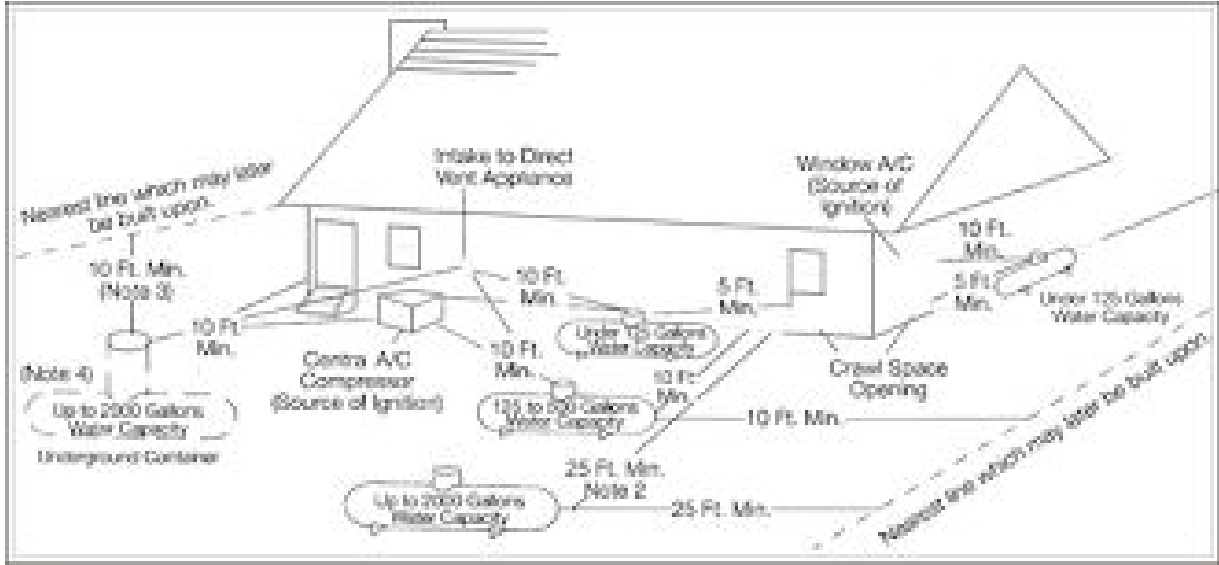 Intake to Direct
Vent Appliance
Window A/C
(Source of
Ignition)
Nearest line which may later
be built upon.
10 Ft. Min.
(Note 3)
10 Ft.
Min.
5 Ft.
Min.
10 Ft.
Min.
5 Ft.
Min.
Under 125 Gallons
Water Capacity
10 Ft.
Min.
Under 125 Gallons
Water Capacity
Central A/C
Compressor
(Source of Ignition)
10 Ft.
Min.
10 Ft.
Min.
Crawl Space
Opening
(Note 4)
Up to 2000 Gallons
Water Capacity
Underground Container
125 to 500 Gallons
Water Capacity
10 Ft. Min.
25 Ft. Min.
Note 2
Up to 2000 Gallons
Water Capacity
25 Ft. Min.
Nearest line which may later be built upon.